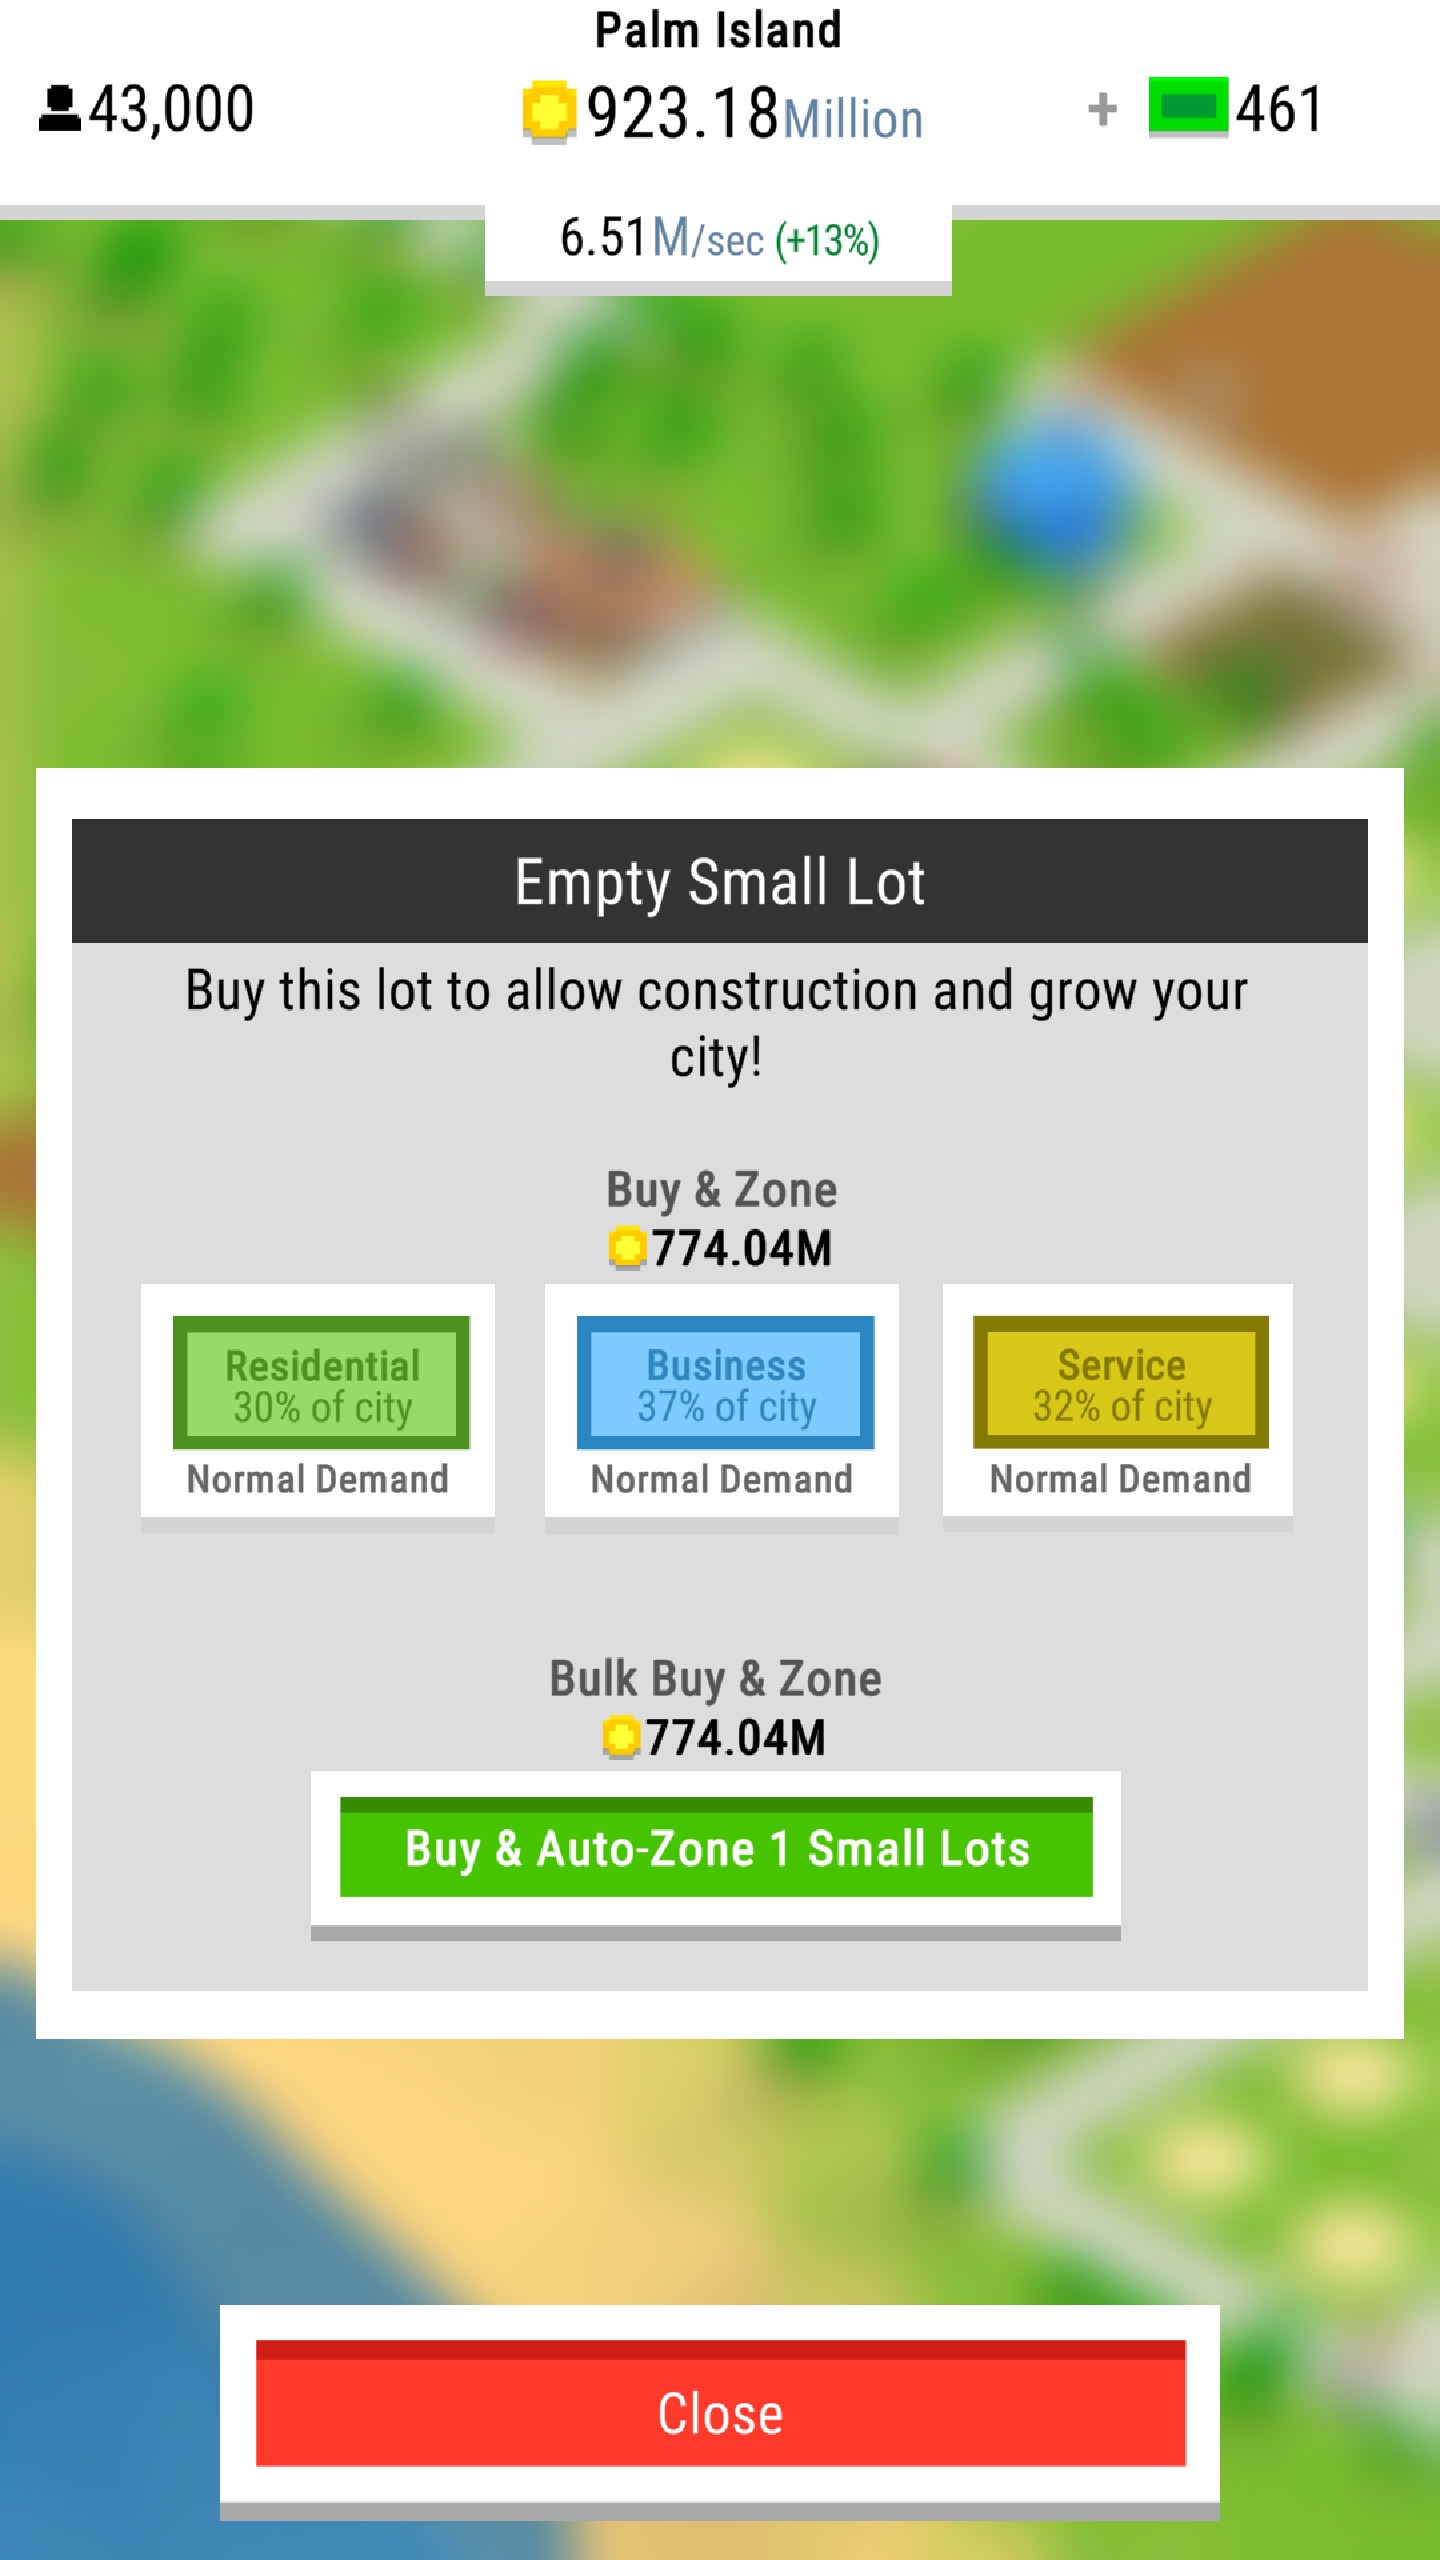 Palm Island
43,000
923.18Million
+ 461
6.51M/sec (+13%)
Empty Small Lot
Buy this lot to allow construction and grow your
city!
Buy & Zone
774.04M
Residential
30% of city
Normal Demand
Business
37% of city
Normal Demand
Service
32% of city
Normal Demand
Bulk Buy & Zone
774.04M
Buy & Auto-Zone 1 Small Lots
Close